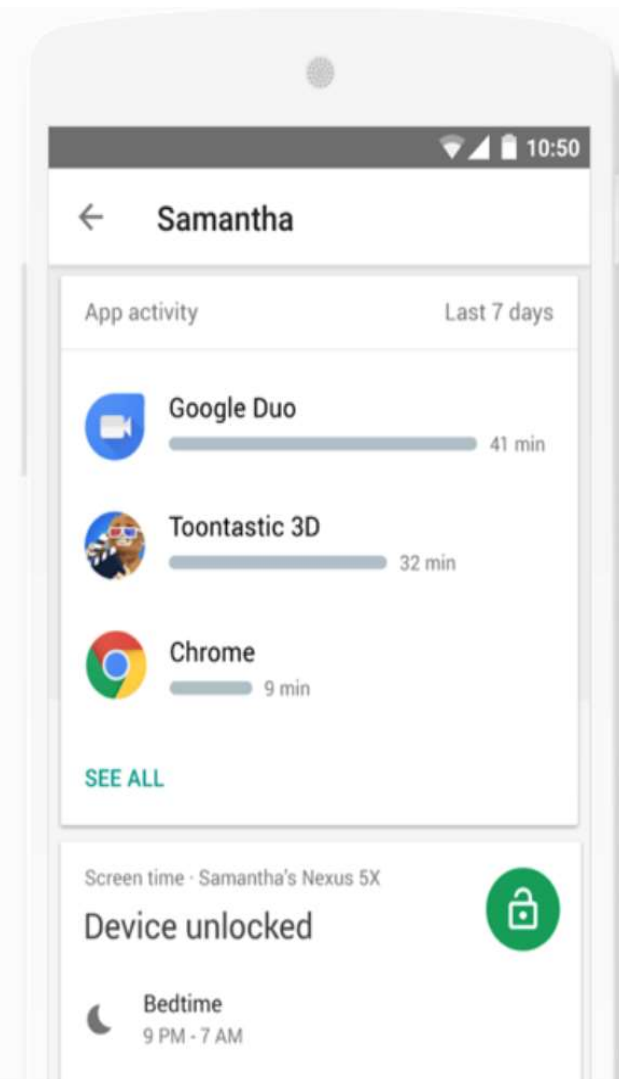 10:50
Samantha
App activity Last 7 days
Google Duo
41 min
Toontastic 3D
32 min
Chrome
9 min
SEE ALL
Screen time · Samantha's Nexus 5X
Device unlocked
Bedtime
9 PM - 7 AM